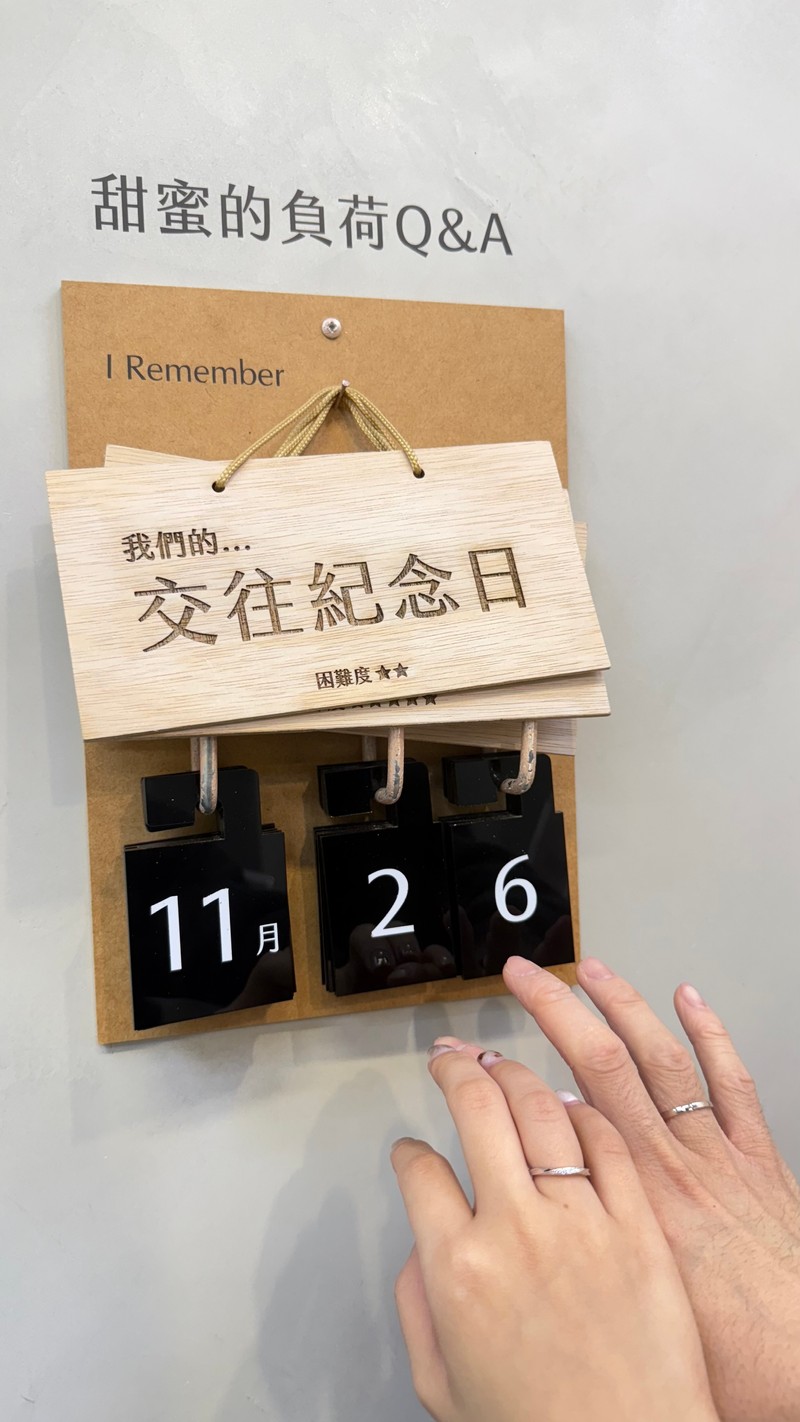 甜蜜的負荷Q&A
I Remember
我們的...
交往紀念日
困難度★★
11月 2 6